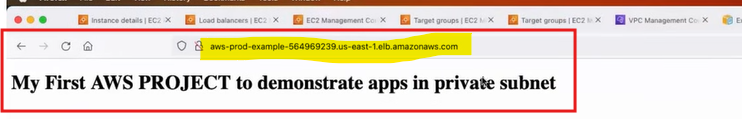 Instance details | EC2
Load balancers | EC2
EC2 Management Co
Target groups | EC2
Target groups | EC2
VPC Management C
aws-prod-example-564969239.us-east-1.elb.amazonaws.com
My First AWS PROJECT to demonstrate apps in private subnet